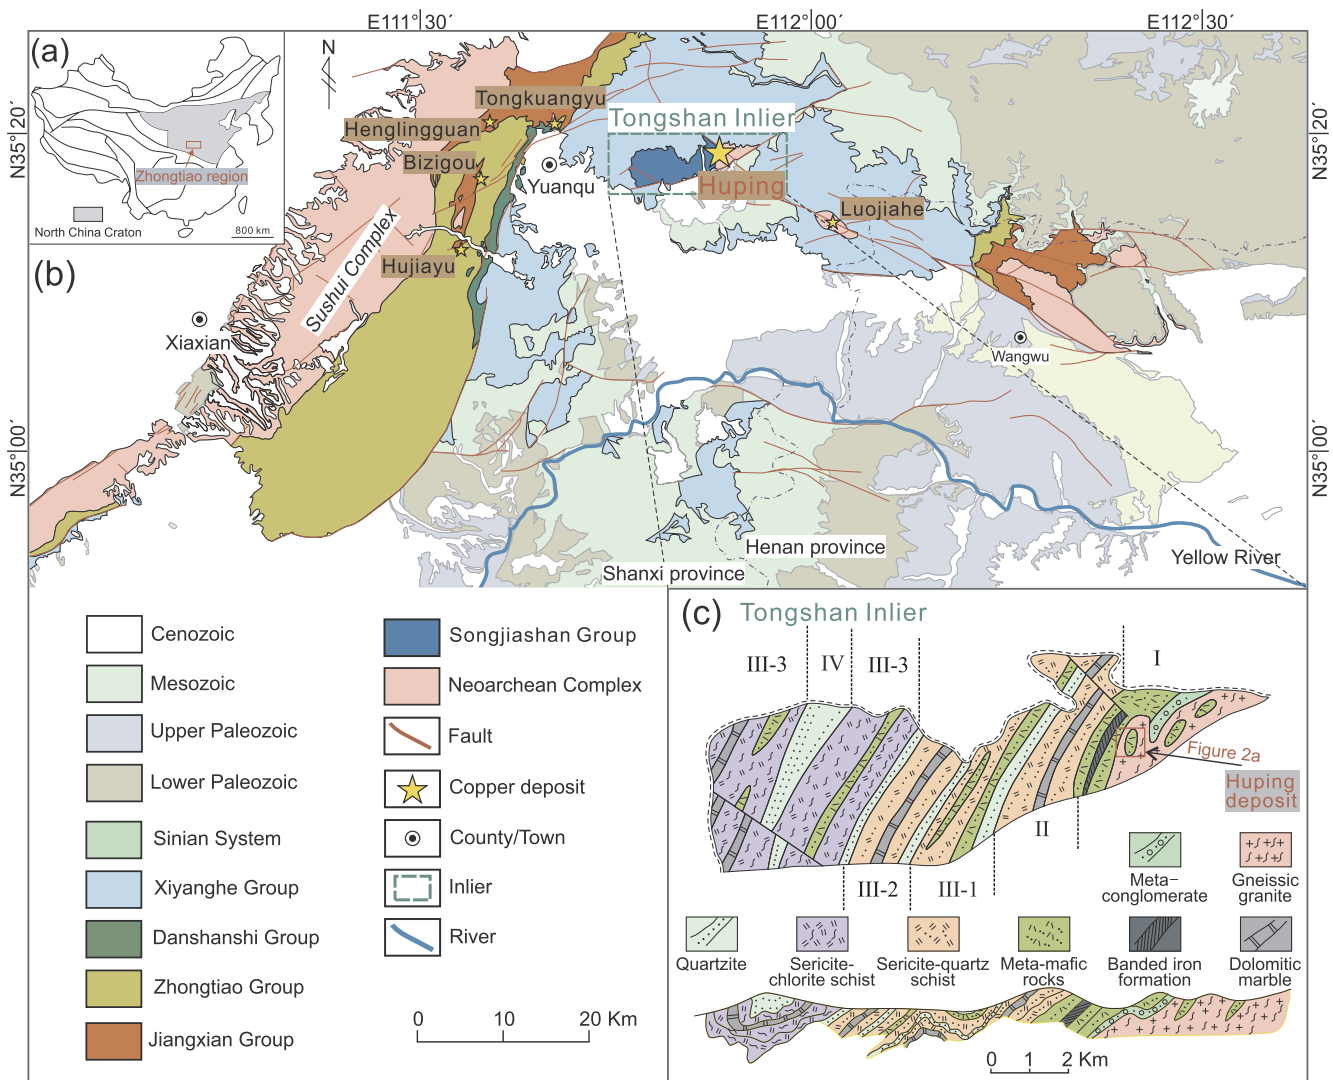 E111°30´
E112°00´
E112°30´
(a)
Zhongtiao region
North China Craton
800 km
N
(b)
N35°20´
N35°20´
Tongkuangyu
Henglingguan
Bizigou
Yuanqu
Tongshan Inlier
Huping
Luojiahe
Hujiayu
Sushui Complex
Xiaxian
Wangwu
N35°00´
N35°00´
Henan province
Shanxi province
Yellow River
Cenozoic
Mesozoic
Upper Paleozoic
Lower Paleozoic
Sinian System
Xiyanghe Group
Danshanshi Group
Zhongtiao Group
Jiangxian Group
Songjiashan Group
Neoarchean Complex
Fault
Copper deposit
County/Town
Inlier
River
0 10 20 Km
(c)
Tongshan Inlier
III-3
IV
III-3
I
Figure 2a
Huping
deposit
II
III-2
III-1
Meta–
conglomerate
Gneissic
granite
Quartzite
Sericite-
chlorite schist
Sericite-quartz
schist
Meta-mafic
rocks
Banded iron
formation
Dolomitic
marble
0 1 2 Km